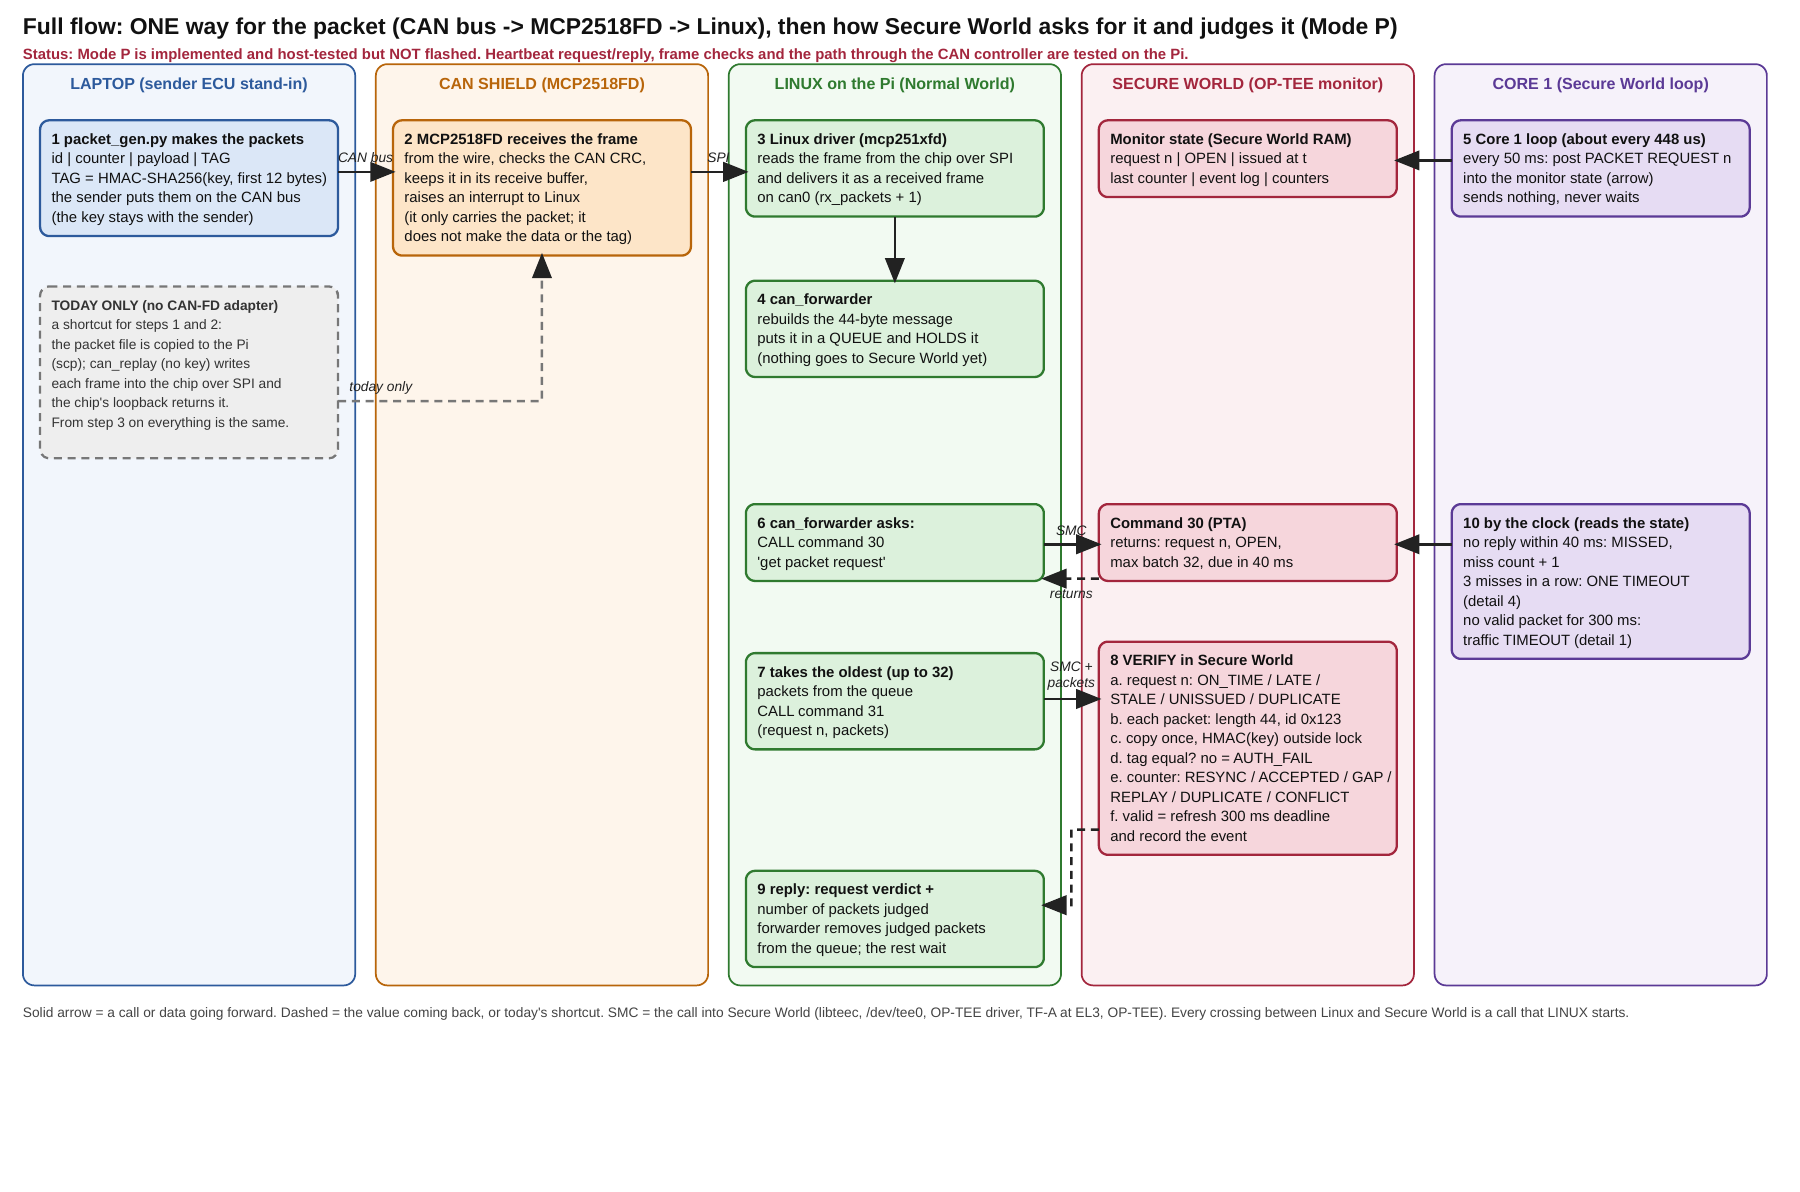 Full flow: ONE way for the packet (CAN bus -> MCP2518FD -> Linux), then how Secure World asks for it and judges it (Mode P)
Status: Mode P is implemented and host-tested but NOT flashed. Heartbeat request/reply, frame checks and the path through the CAN controller are tested on the Pi.
LAPTOP (sender ECU stand-in)
1 packet_gen.py makes the packets
id | counter | payload | TAG
TAG = HMAC-SHA256(key, first 12 bytes)
the sender puts them on the CAN bus
(the key stays with the sender)
CAN bus
TODAY ONLY (no CAN-FD adapter)
a shortcut for steps 1 and 2:
the packet file is copied to the Pi
(scp); can_replay (no key) writes
each frame into the chip over SPI and
the chip's loopback returns it.
From step 3 on everything is the same.
today only
CAN SHIELD (MCP2518FD)
2 MCP2518FD receives the frame
from the wire, checks the CAN CRC,
keeps it in its receive buffer,
raises an interrupt to Linux
(it only carries the packet; it
does not make the data or the tag)
SPI
LINUX on the Pi (Normal World)
3 Linux driver (mcp251xfd)
reads the frame from the chip over SPI
and delivers it as a received frame
on can0 (rx_packets + 1)
4 can_forwarder
rebuilds the 44-byte message
puts it in a QUEUE and HOLDS it
(nothing goes to Secure World yet)
6 can_forwarder asks:
CALL command 30
'get packet request'
SMC
returns
7 takes the oldest (up to 32)
packets from the queue
CALL command 31
(request n, packets)
SMC +
packets
9 reply: request verdict +
number of packets judged
forwarder removes judged packets
from the queue; the rest wait
SECURE WORLD (OP-TEE monitor)
Monitor state (Secure World RAM)
request n | OPEN | issued at t
last counter | event log | counters
Command 30 (PTA)
returns: request n, OPEN,
max batch 32, due in 40 ms
8 VERIFY in Secure World
a. request n: ON_TIME / LATE /
STALE / UNISSUED / DUPLICATE
b. each packet: length 44, id 0x123
c. copy once, HMAC(key) outside lock
d. tag equal? no = AUTH_FAIL
e. counter: RESYNC / ACCEPTED / GAP /
REPLAY / DUPLICATE / CONFLICT
f. valid = refresh 300 ms deadline
and record the event
CORE 1 (Secure World loop)
5 Core 1 loop (about every 448 us)
every 50 ms: post PACKET REQUEST n
into the monitor state (arrow)
sends nothing, never waits
10 by the clock (reads the state)
no reply within 40 ms: MISSED,
miss count + 1
3 misses in a row: ONE TIMEOUT
(detail 4)
no valid packet for 300 ms:
traffic TIMEOUT (detail 1)
Solid arrow = a call or data going forward. Dashed = the value coming back, or today's shortcut. SMC = the call into Secure World (libteec, /dev/tee0, OP-TEE driver, TF-A at EL3, OP-TEE). Every crossing between Linux and Secure World is a call that LINUX starts.